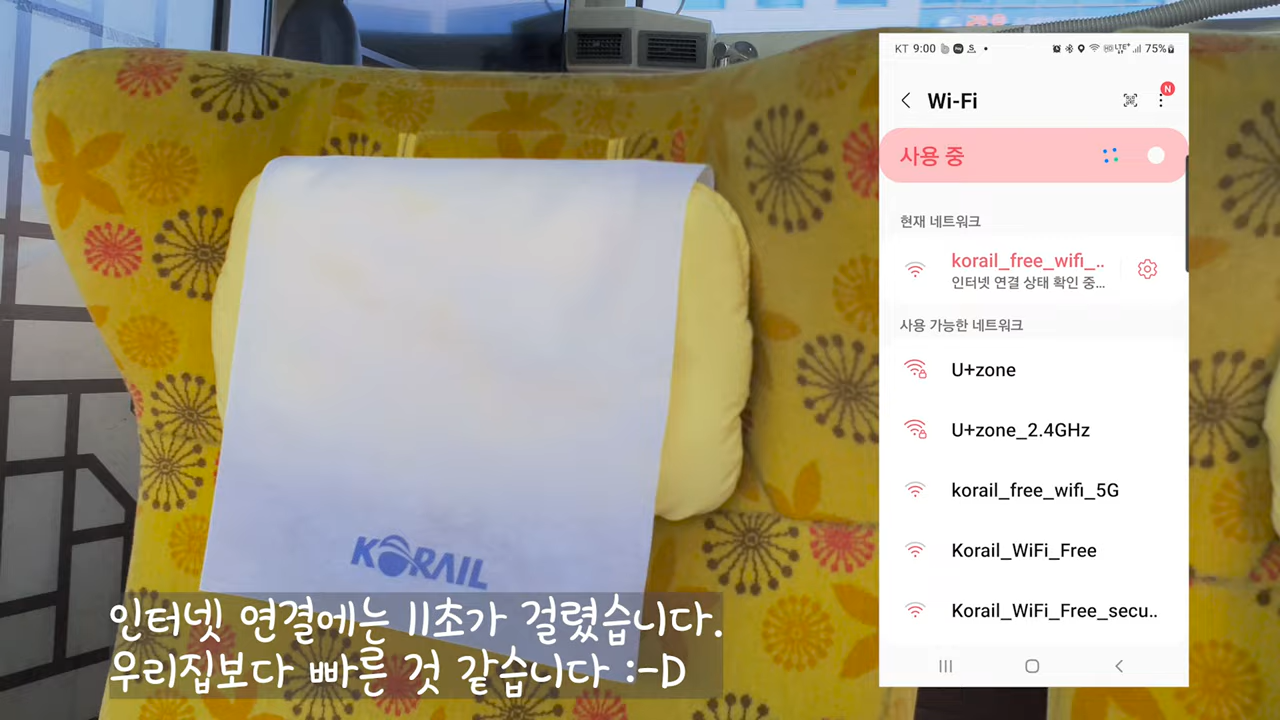 KT 9:00
75%
Wi-Fi
N
사용 중
현재 네트워크
korail_free_wifi_..
인터넷 연결 상태 확인 중...
사용 가능한 네트워크
U+zone
U+zone_2.4GHz
korail_free_wifi_5G
Korail_WiFi_Free
Korail_WiFi_Free_secu..
KORAIL
인터넷 연결에는 11초가 걸렸습니다.
우리집보다 빠른 것 같습니다 :-D